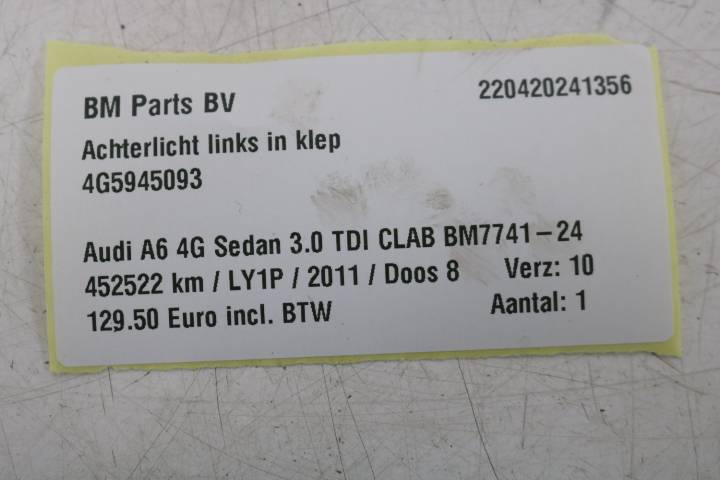 BM Parts BV 220420241356
Achterlicht links in klep
4G5945093
Audi A6 4G Sedan 3.0 TDI CLAB BM7741-24
452522 km / LY1P / 2011 / Doos 8 Verz: 10
129.50 Euro incl. BTW Aantal: 1